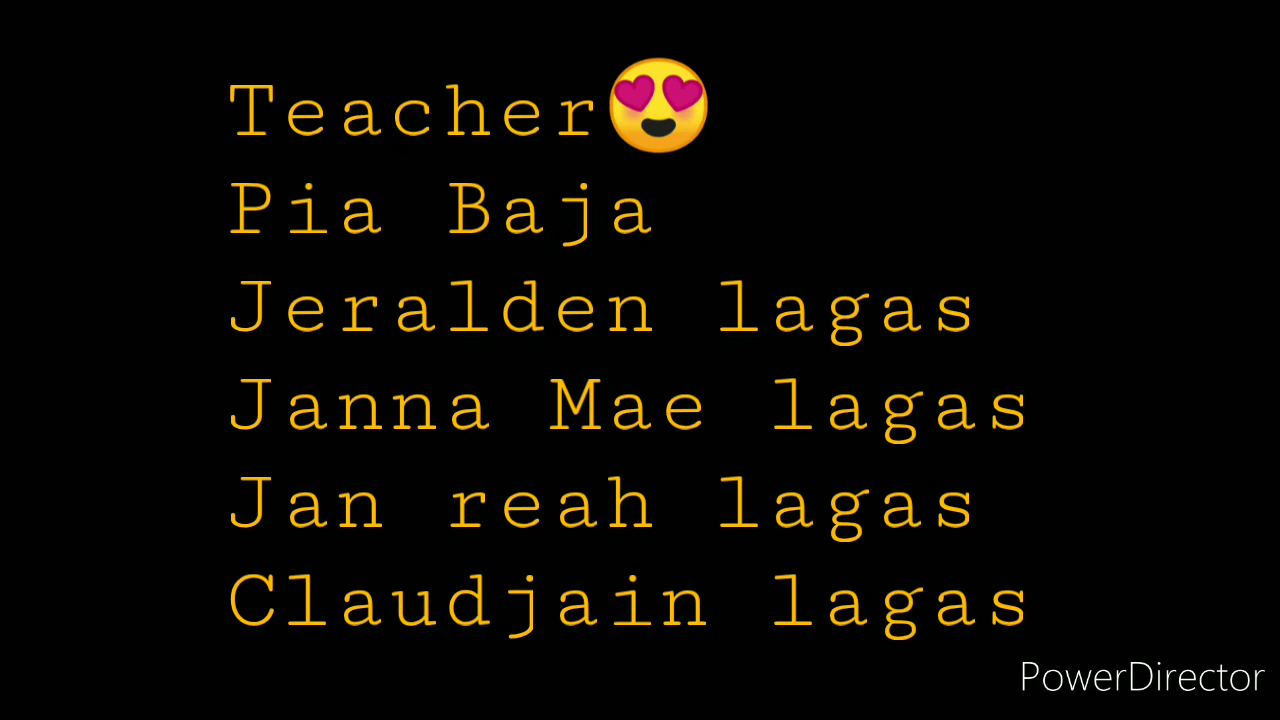 Teacher😍
Pia Baja
Jeralden lagas
Janna Mae lagas
Jan reah lagas
Claudjain lagas
PowerDirector